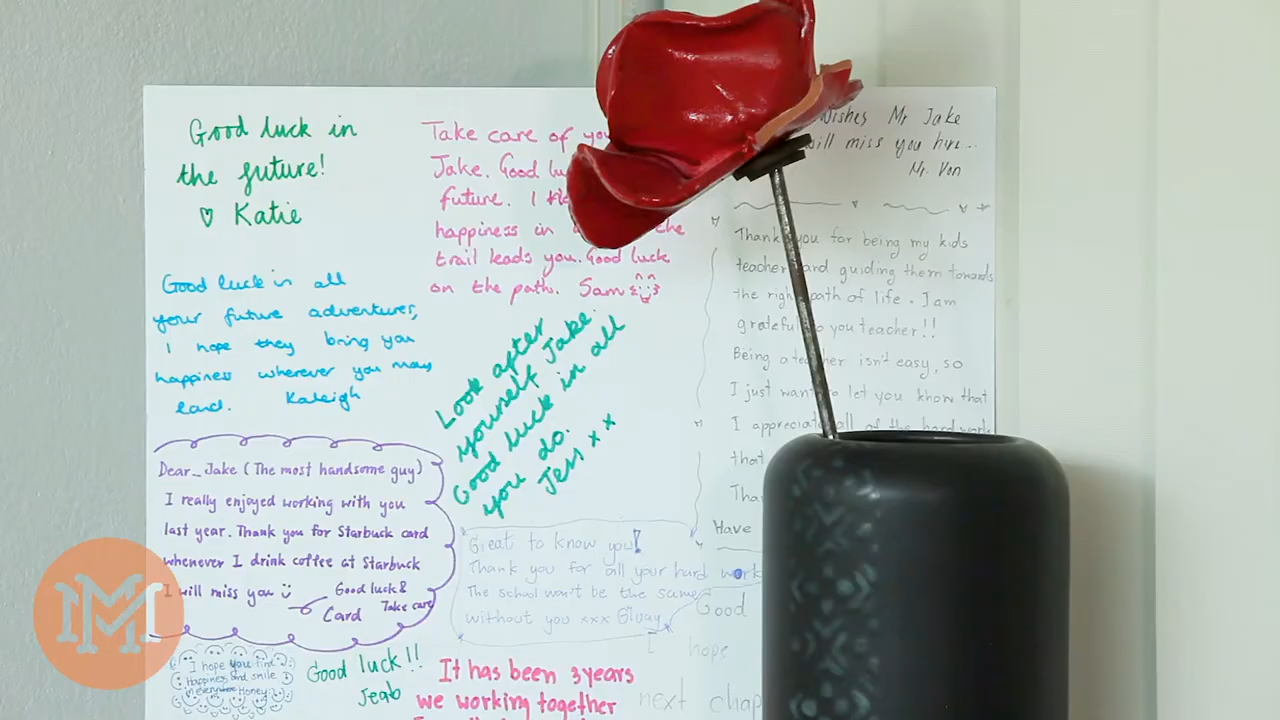 Good luck in
the future!
♡ Katie
Take care of
Jake. Good
future. I
happiness in the
trail leads you. Good luck
on the path. Sam
Wishes Mr Jake
will miss you here...
Mr. Von
Thank you for being my kids
teacher and guiding them towards
the right path of life. I am
grateful to you teacher!!
Being a teacher isn't easy, so
I just want to let you know that
I appreciate all of the hard work
that
Have
Good luck in all
your future adventures,
I hope they bring you
happiness wherever you may
land. Kaleigh
Look after
yourself Jake.
Good luck in all
you do.
Jess x x
Dear_ Jake (The most handsome guy)
I really enjoyed working with you
last year. Thank you for Starbuck card
whenever I drink coffee at Starbuck
I will miss you
Good luck &
Take care
Card
Great to know you!
Thank you for all your hard work
The school won't be the same
without you xxx
Good
I hope
next chap
I hope you find
happiness and smile
in everywhere Honey
Good luck!!
Jeab
It has been 3 years
we working together
M